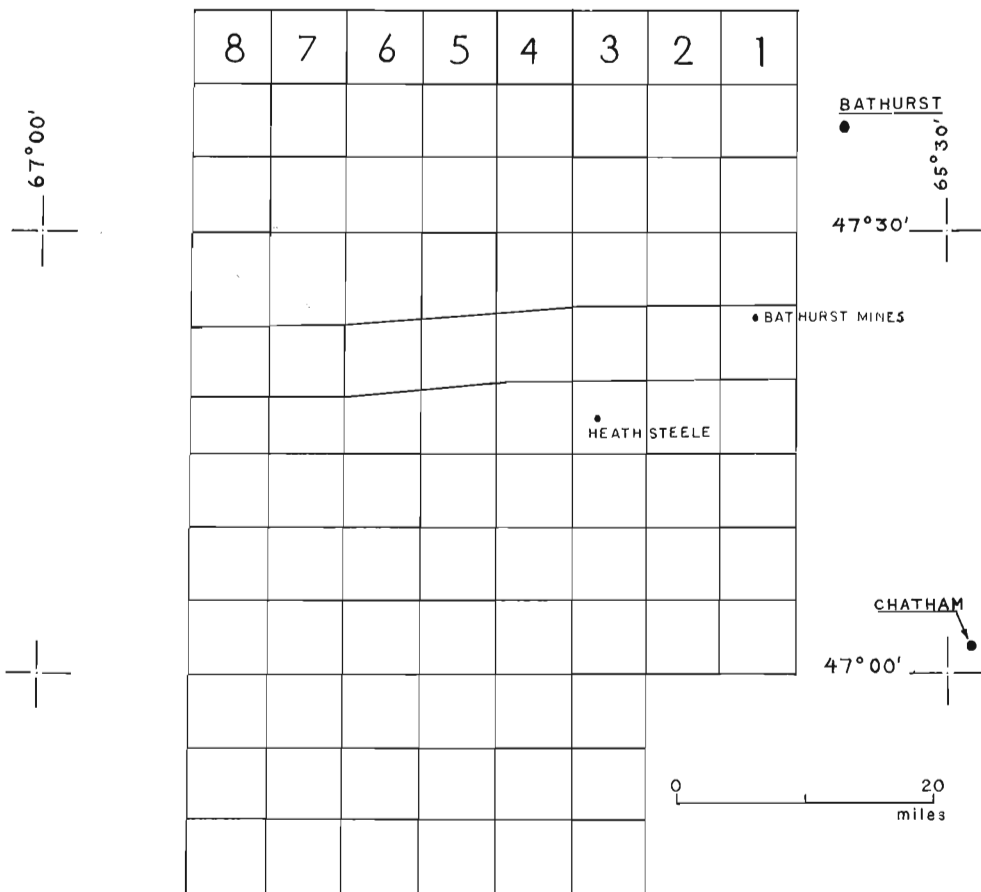 8 7 6 5 4 3 2 1
BATHURST
67°00'
65°30'
47°30'
BATHURST MINES
HEATH STEELE
CHATHAM
47°00'
0 20
miles